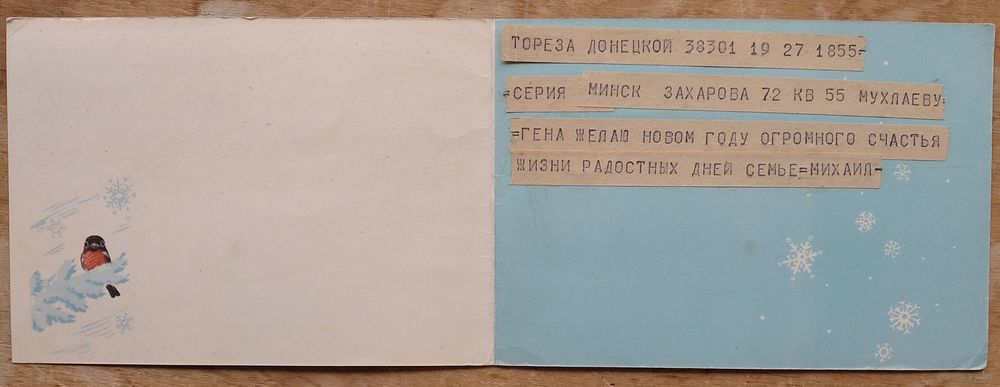 ТОРЕЗА ДОНЕЦКОЙ 38301 19 27 1855=
=СЕРИЯ МИНСК ЗАХАРОВА 72 КВ 55 МУХЛАЕВУ=
=ГЕНА ЖЕЛАЮ НОВОМ ГОДУ ОГРОМНОГО СЧАСТЬЯ
ЖИЗНИ РАДОСТНЫХ ДНЕЙ СЕМЬЕ=МИХАИЛ-